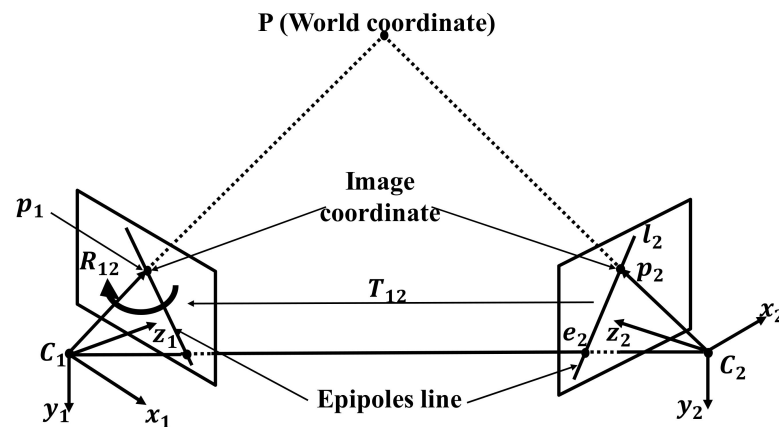 P (World coordinate)
Image
coordinate
p₁
l₂
p₂
R₁₂
T₁₂
x₂
C₁
z₁
e₂
z₂
C₂
Epipoles line
y₁
x₁
y₂